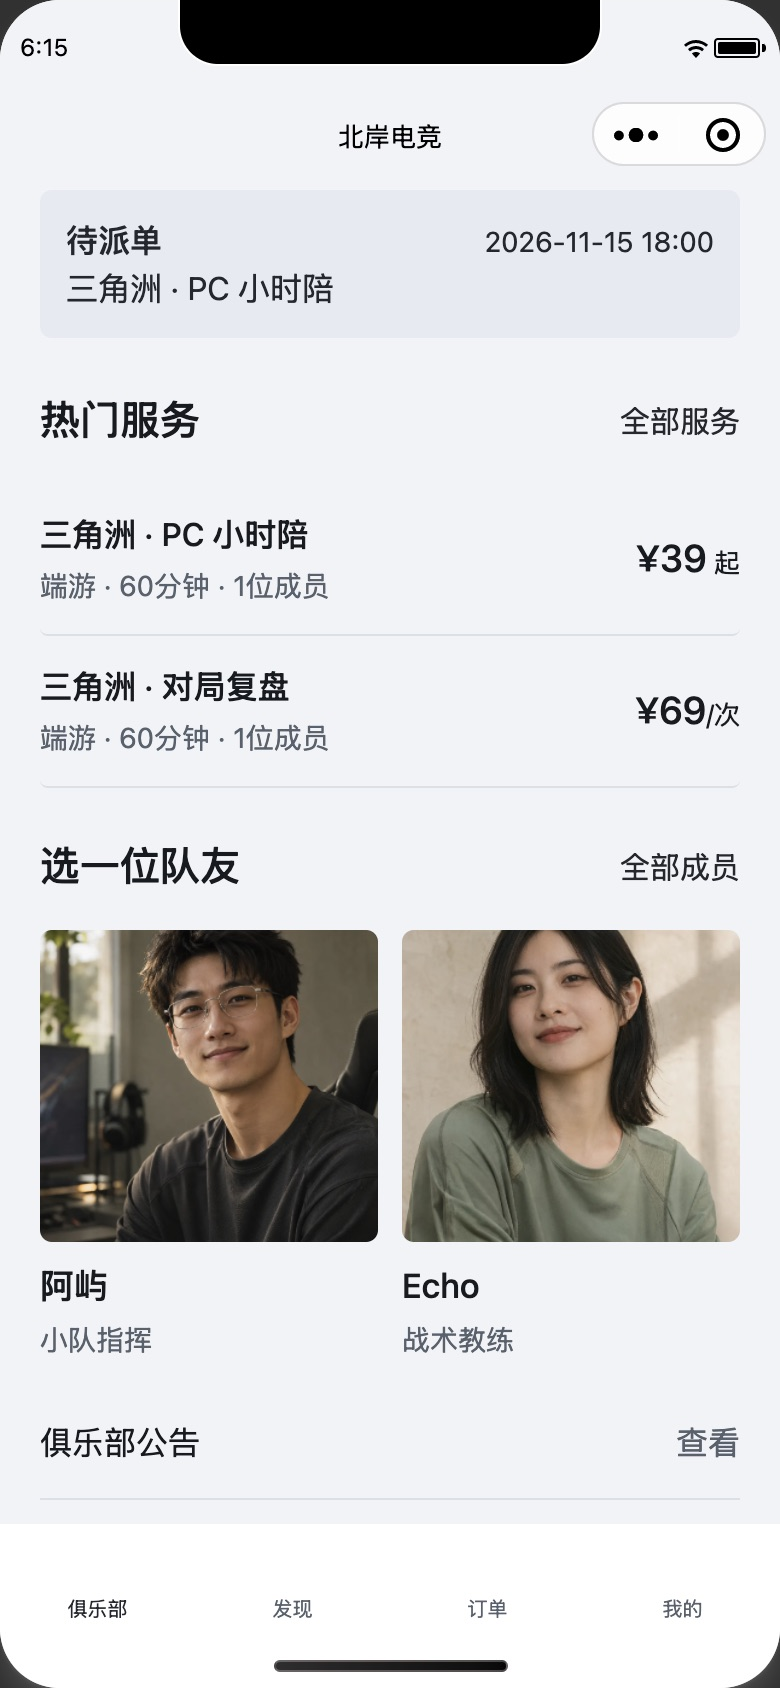 6:15
北岸电竞
待派单 2026-11-15 18:00
三角洲 · PC 小时陪
热门服务 全部服务
三角洲 · PC 小时陪
¥39 起
端游 · 60分钟 · 1位成员
三角洲 · 对局复盘
¥69/次
端游 · 60分钟 · 1位成员
选一位队友 全部成员
阿屿 Echo
小队指挥 战术教练
俱乐部公告 查看
俱乐部 发现 订单 我的